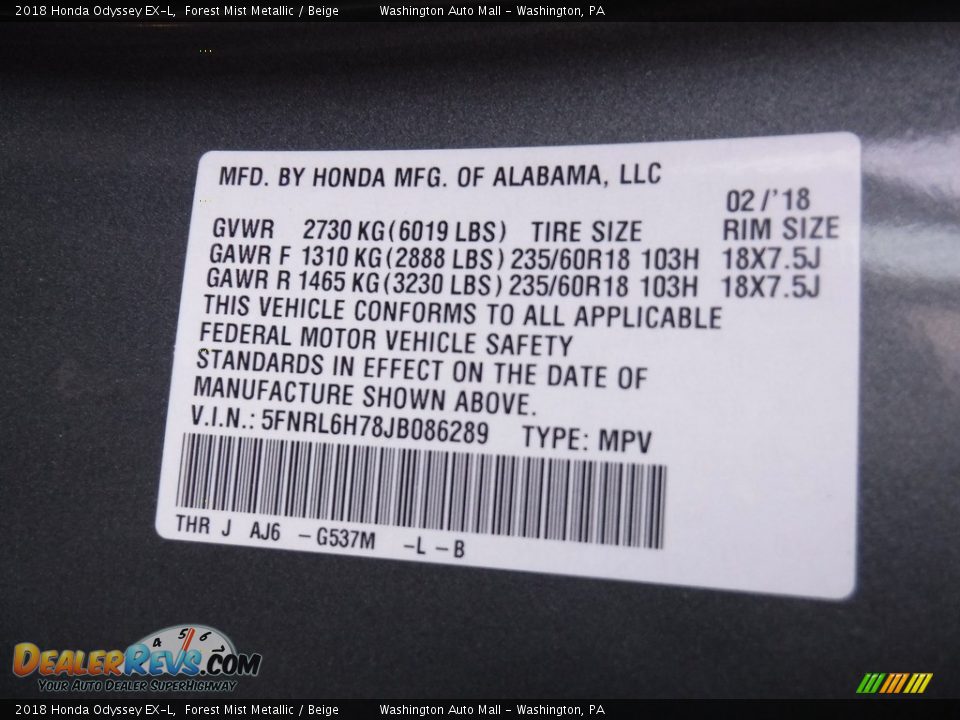 2018 Honda Odyssey EX-L, Forest Mist Metallic / Beige Washington Auto Mall - Washington, PA
MFD. BY HONDA MFG. OF ALABAMA, LLC
02/'18
GVWR 2730 KG(6019 LBS) TIRE SIZE RIM SIZE
GAWR F 1310 KG(2888 LBS) 235/60R18 103H 18X7.5J
GAWR R 1465 KG(3230 LBS) 235/60R18 103H 18X7.5J
THIS VEHICLE CONFORMS TO ALL APPLICABLE
FEDERAL MOTOR VEHICLE SAFETY
STANDARDS IN EFFECT ON THE DATE OF
MANUFACTURE SHOWN ABOVE.
V.I.N.: 5FNRL6H78JB086289 TYPE: MPV
THR J AJ6 -G537M -L -B
4 5 6
DEALERREVS.COM
YOUR AUTO DEALER SUPERHIGHWAY
2018 Honda Odyssey EX-L, Forest Mist Metallic / Beige Washington Auto Mall - Washington, PA